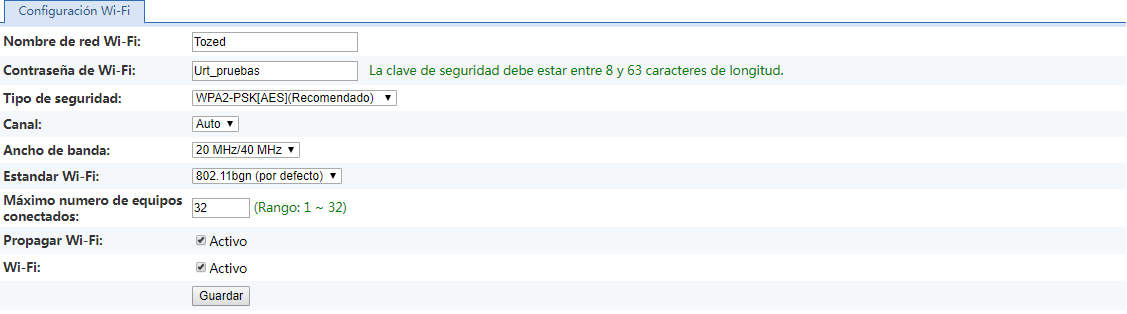 Configuración Wi-Fi
Nombre de red Wi-Fi: Tozed
Contraseña de Wi-Fi: Urt_pruebas La clave de seguridad debe estar entre 8 y 63 caracteres de longitud.
Tipo de seguridad: WPA2-PSK[AES](Recomendado)
Canal: Auto
Ancho de banda: 20 MHz/40 MHz
Estandar Wi-Fi: 802.11bgn (por defecto)
Máximo numero de equipos
conectados: 32 (Rango: 1 ~ 32)
Propagar Wi-Fi: Activo
Wi-Fi: Activo
Guardar